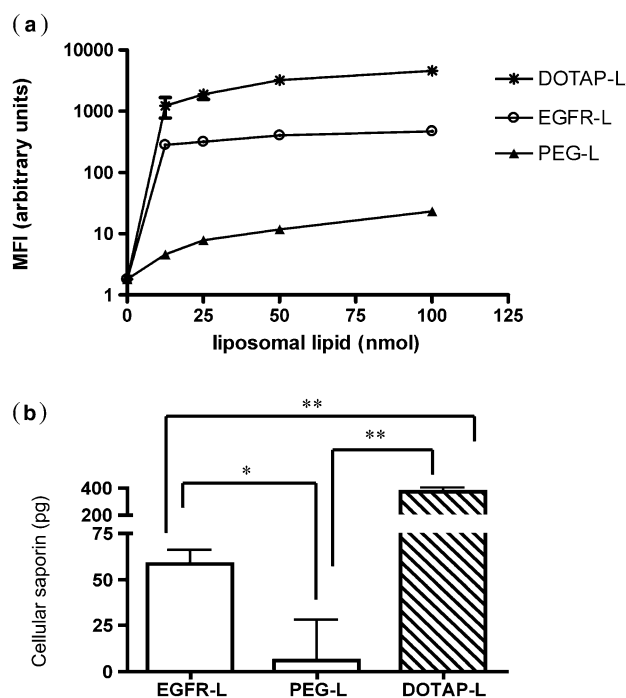 (a)
10000
1000
100
10
1
MFI (arbitrary units)
0 25 50 75 100 125
liposomal lipid (nmol)
DOTAP-L
EGFR-L
PEG-L
(b)
**
**
*
400
200
75
50
25
0
Cellular saporin (pg)
EGFR-L PEG-L DOTAP-L